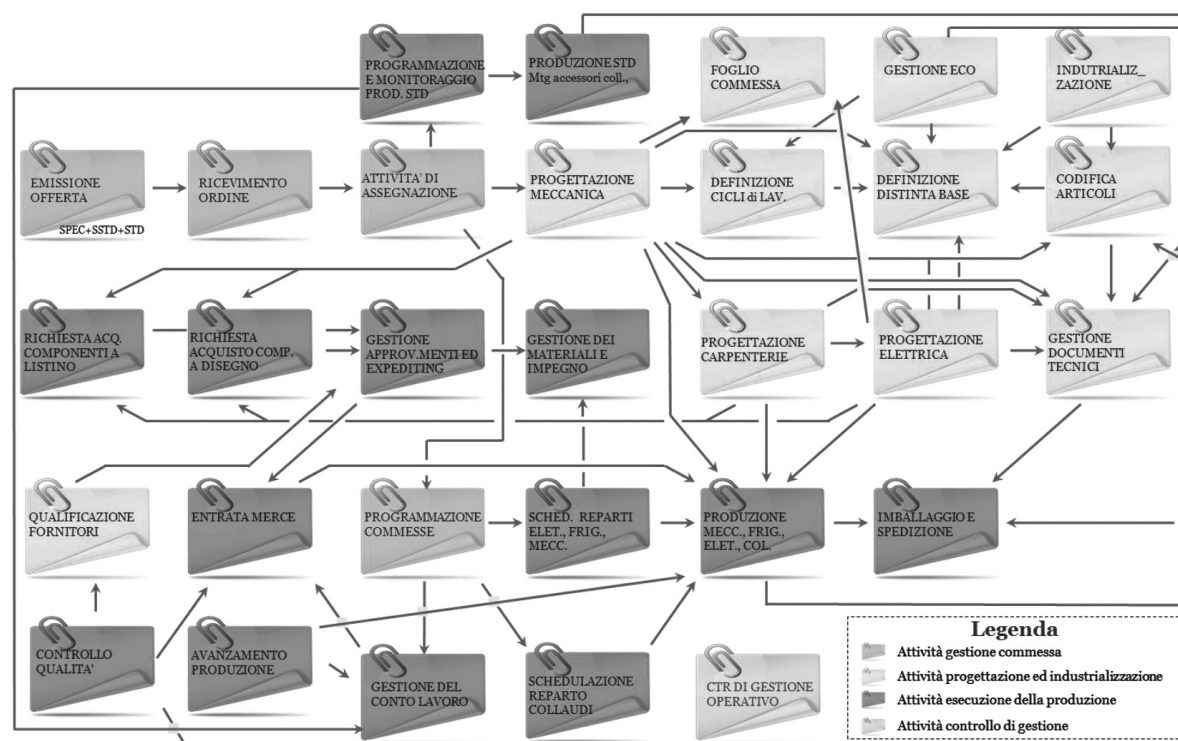 PROGRAMMAZIONE
E MONITORAGGIO
PROD. STD
PRODUZIONE STD
Mtg accessori coll.,
FOGLIO
COMMESSA
GESTIONE ECO
INDUTRIALIZ_
ZAZIONE
EMISSIONE
OFFERTA
SPEC+SSTD+STD
RICEVIMENTO
ORDINE
ATTIVITA' DI
ASSEGNAZIONE
PROGETTAZIONE
MECCANICA
DEFINIZIONE
CICLI di LAV.
DEFINIZIONE
DISTINTA BASE
CODIFICA
ARTICOLI
RICHIESTA ACQ.
COMPONENTI A
LISTINO
RICHIESTA
ACQUISTO COMP.
A DISEGNO
GESTIONE
APPROV.MENTI ED
EXPEDITING
GESTIONE DEI
MATERIALI E
IMPEGNO
PROGETTAZIONE
CARPENTERIE
PROGETTAZIONE
ELETTRICA
GESTIONE
DOCUMENTI
TECNICI
QUALIFICAZIONE
FORNITORI
ENTRATA MERCE
PROGRAMMAZIONE
COMMESSE
SCHED. REPARTI
ELET., FRIG.,
MECC.
PRODUZIONE
MECC., FRIG.,
ELET., COL.
IMBALLAGGIO E
SPEDIZIONE
CONTROLLO
QUALITA'
AVANZAMENTO
PRODUZIONE
GESTIONE DEL
CONTO LAVORO
SCHEDULAZIONE
REPARTO
COLLAUDI
CTR DI GESTIONE
OPERATIVO
Legenda
Attività gestione commessa
Attività progettazione ed industrializzazione
Attività esecuzione della produzione
Attività controllo di gestione